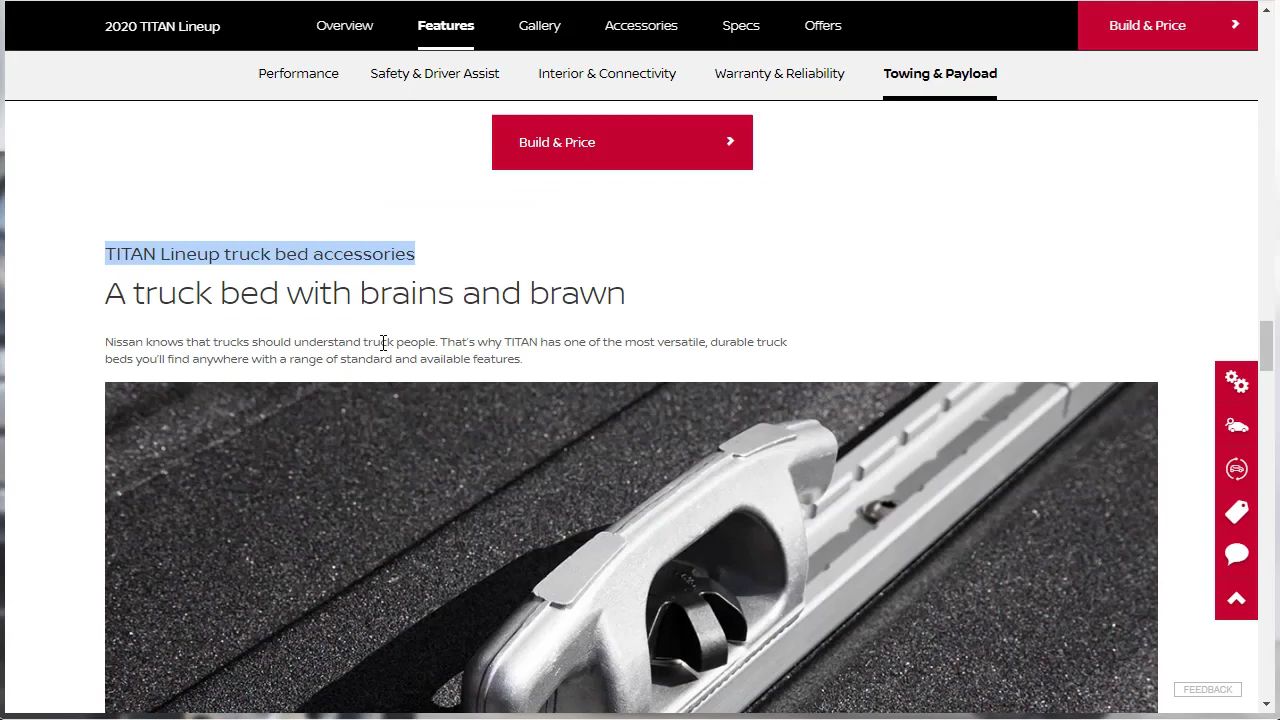 2020 TITAN Lineup
Overview
Features
Gallery
Accessories
Specs
Offers
Build & Price
Performance
Safety & Driver Assist
Interior & Connectivity
Warranty & Reliability
Towing & Payload
Build & Price
TITAN Lineup truck bed accessories
A truck bed with brains and brawn
Nissan knows that trucks should understand truck people. That's why TITAN has one of the most versatile, durable truck
beds you'll find anywhere with a range of standard and available features.
FEEDBACK